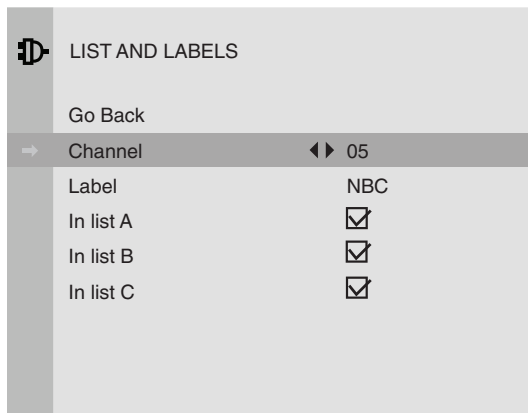 LIST AND LABELS
Go Back
Channel 05
Label NBC
In list A
In list B
In list C